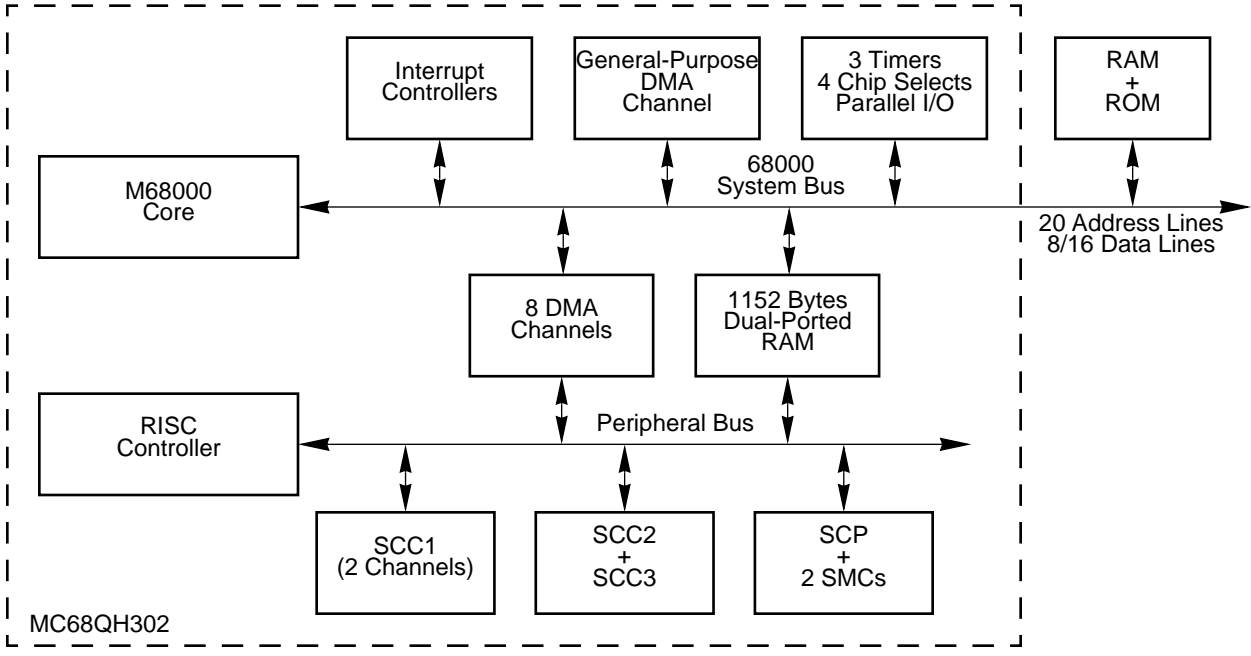 Interrupt
Controllers
General-Purpose
DMA
Channel
3 Timers
4 Chip Selects
Parallel I/O
RAM
+
ROM
M68000
Core
68000
System Bus
20 Address Lines
8/16 Data Lines
8 DMA
Channels
1152 Bytes
Dual-Ported
RAM
RISC
Controller
Peripheral Bus
SCC1
(2 Channels)
SCC2
+
SCC3
SCP
+
2 SMCs
MC68QH302